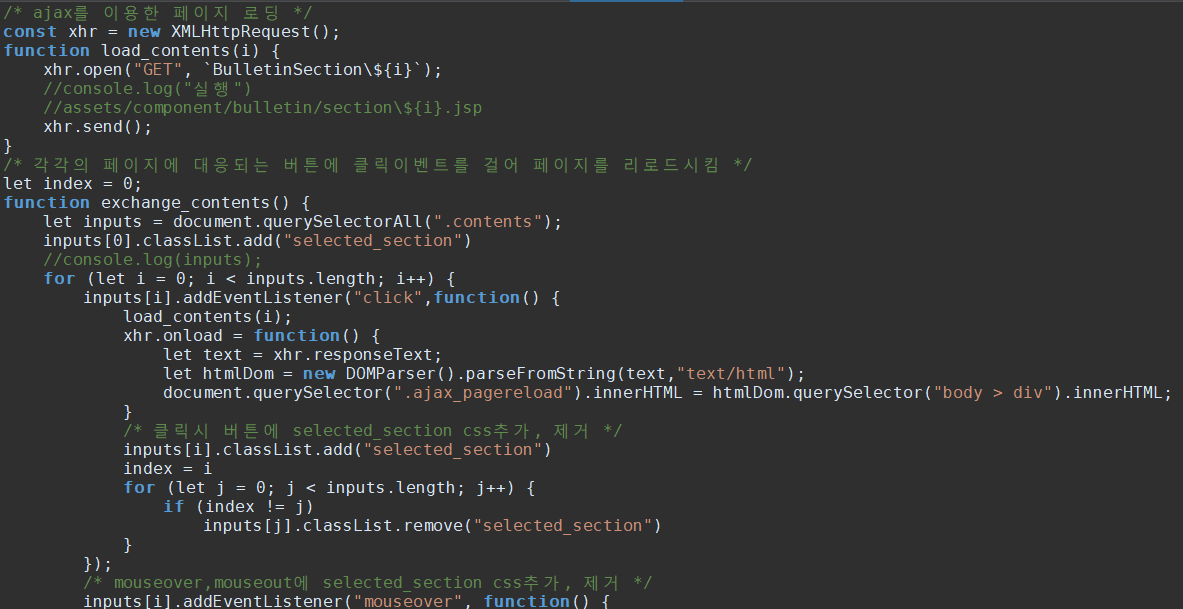 /* ajax를 이용한 페이지 로딩 */
const xhr = new XMLHttpRequest();
function load_contents(i) {
    xhr.open("GET", `BulletinSection\${i}`);
    //console.log("실행")
    //assets/component/bulletin/section\${i}.jsp
    xhr.send();
}
/* 각각의 페이지에 대응되는 버튼에 클릭이벤트를 걸어 페이지를 리로드시킴 */
let index = 0;
function exchange_contents() {
    let inputs = document.querySelectorAll(".contents");
    inputs[0].classList.add("selected_section")
    //console.log(inputs);
    for (let i = 0; i < inputs.length; i++) {
        inputs[i].addEventListener("click",function() {
            load_contents(i);
            xhr.onload = function() {
                let text = xhr.responseText;
                let htmlDom = new DOMParser().parseFromString(text,"text/html");
                document.querySelector(".ajax_pagereload").innerHTML = htmlDom.querySelector("body > div").innerHTML;
            }
            /* 클릭시 버튼에 selected_section css추가, 제거 */
            inputs[i].classList.add("selected_section")
            index = i
            for (let j = 0; j < inputs.length; j++) {
                if (index != j)
                    inputs[j].classList.remove("selected_section")
            }
        });
        /* mouseover,mouseout에 selected_section css추가, 제거 */
        inputs[i].addEventListener("mouseover", function() {